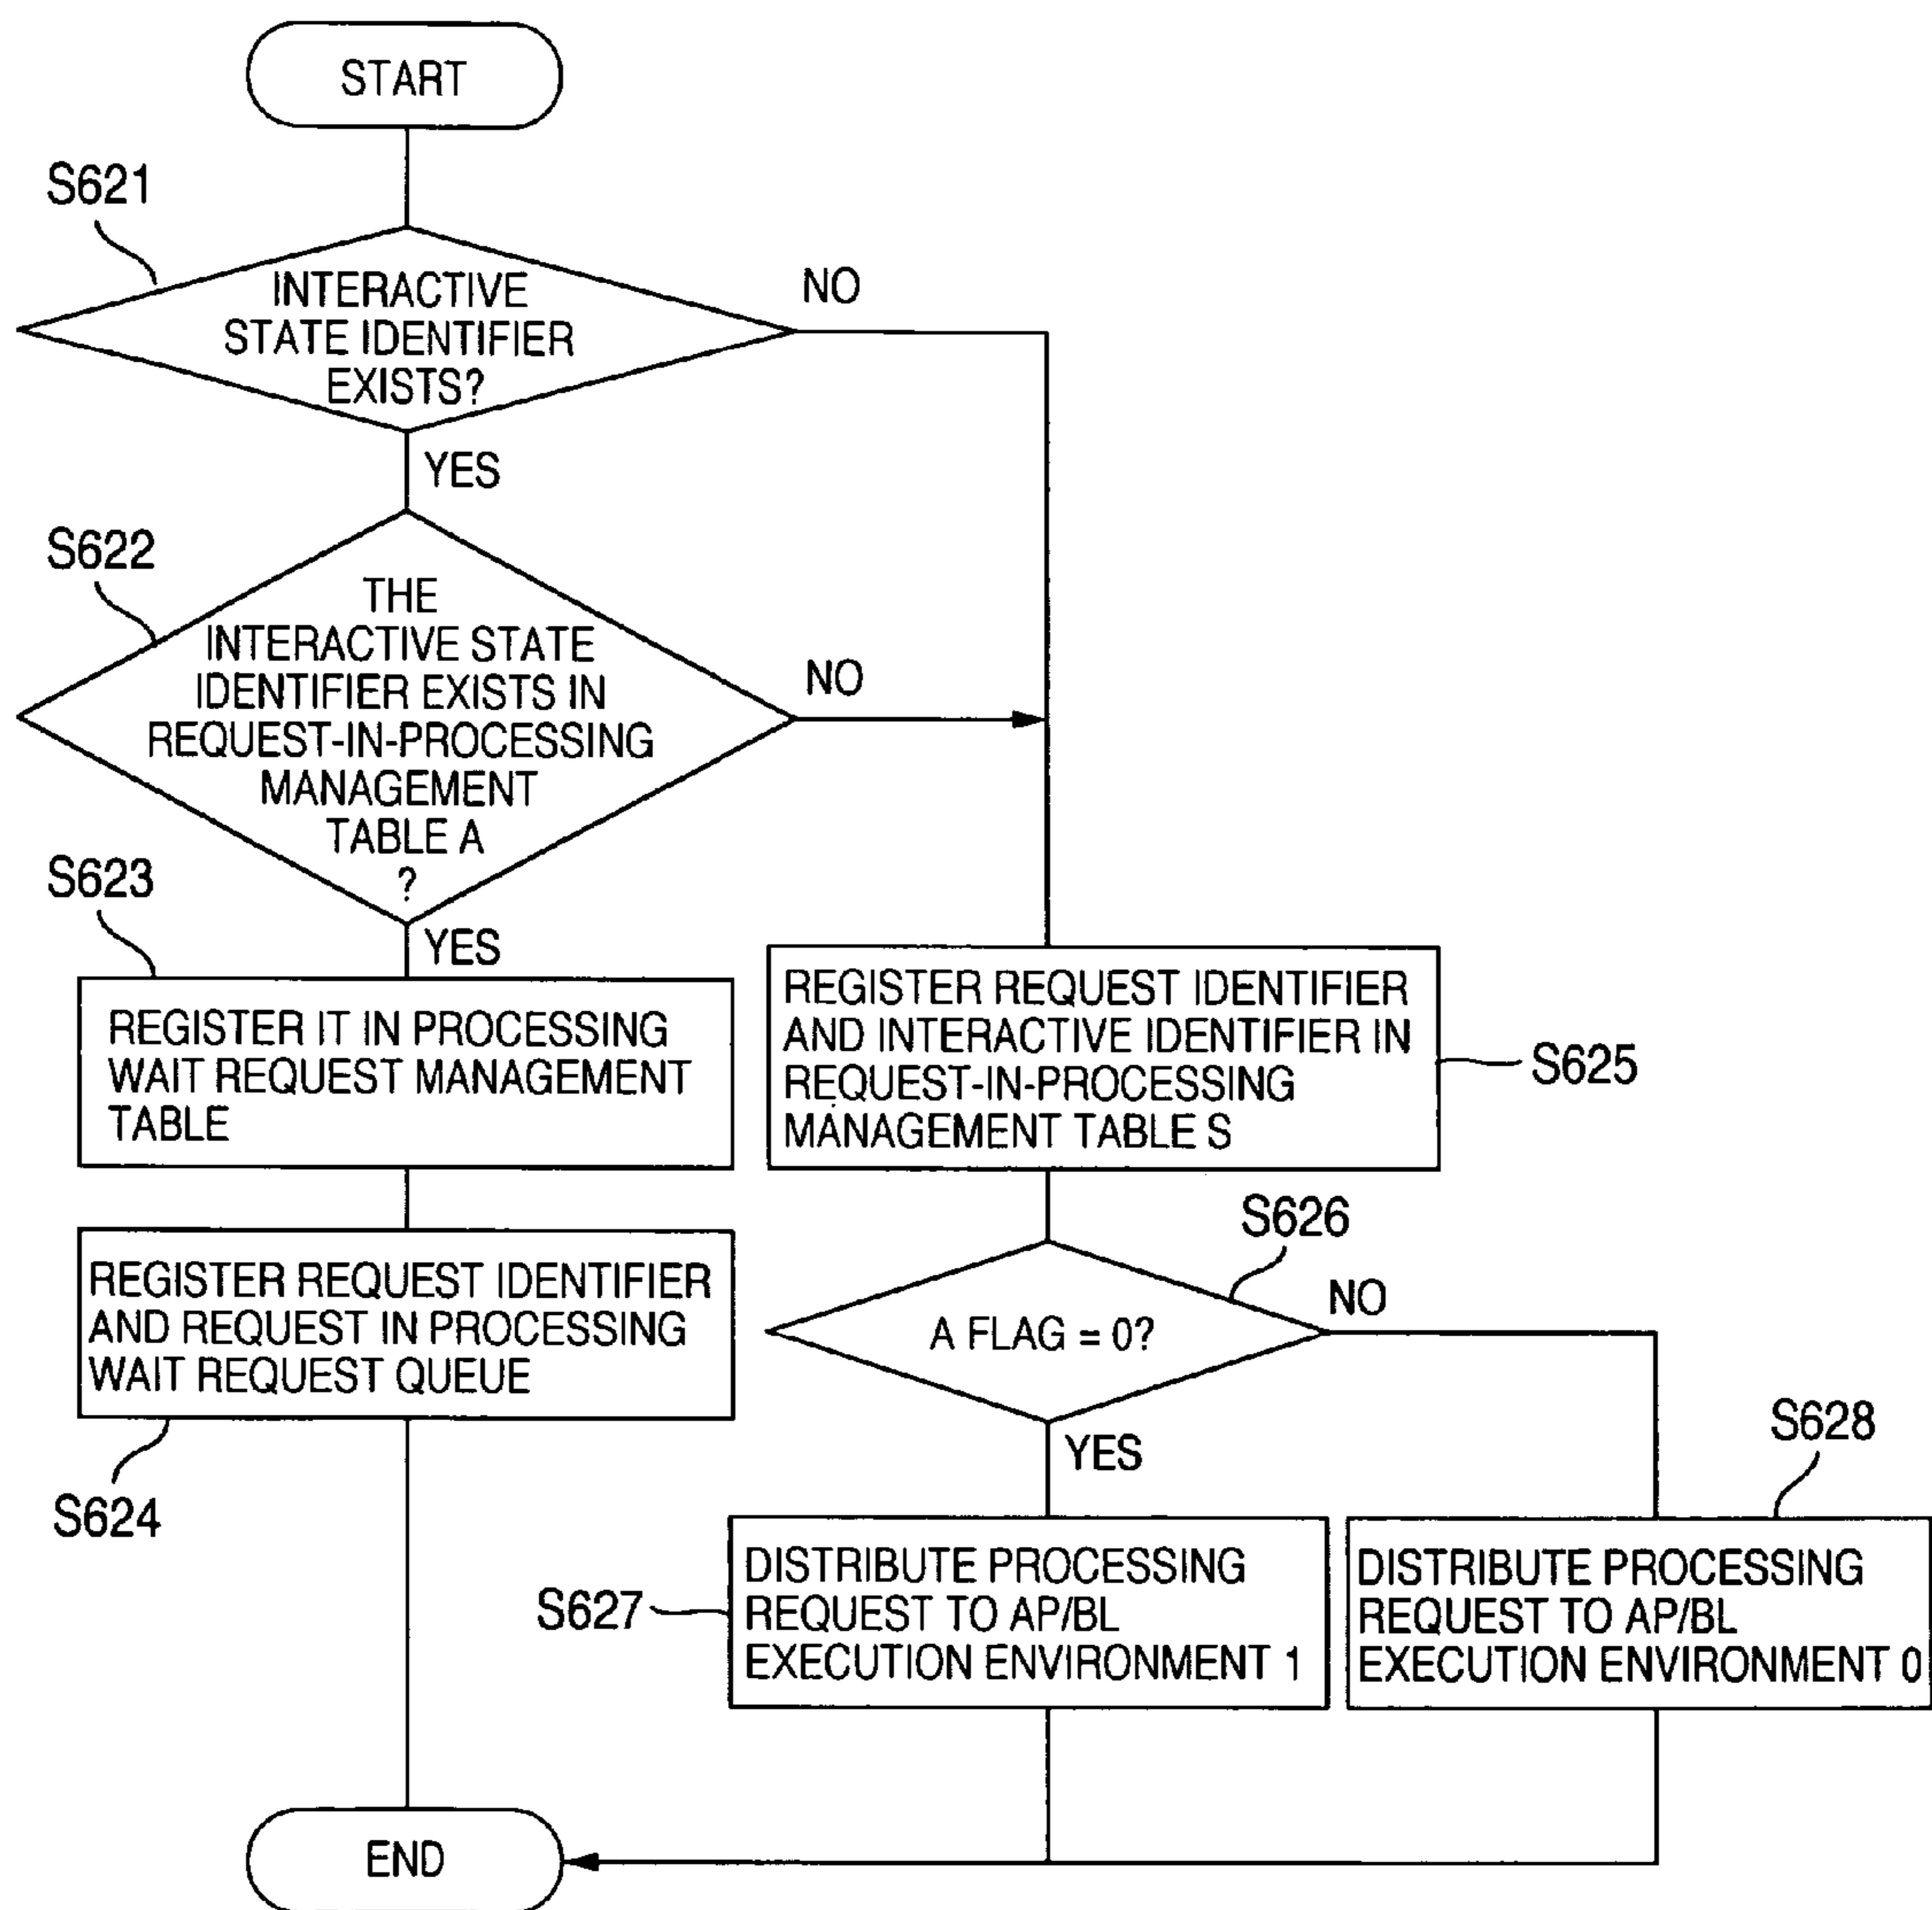 START
S621
INTERACTIVE
STATE IDENTIFIER
EXISTS?
NO
YES
S622
THE
INTERACTIVE STATE
IDENTIFIER EXISTS IN
REQUEST-IN-PROCESSING
MANAGEMENT
TABLE A
?
NO
YES
S623
REGISTER IT IN PROCESSING
WAIT REQUEST MANAGEMENT
TABLE
REGISTER REQUEST IDENTIFIER
AND REQUEST IN PROCESSING
WAIT REQUEST QUEUE
S624
REGISTER REQUEST IDENTIFIER
AND INTERACTIVE IDENTIFIER IN
REQUEST-IN-PROCESSING
MANAGEMENT TABLE S
S625
S626
A FLAG = 0?
NO
YES
S628
S627
DISTRIBUTE PROCESSING
REQUEST TO AP/BL
EXECUTION ENVIRONMENT 1
DISTRIBUTE PROCESSING
REQUEST TO AP/BL
EXECUTION ENVIRONMENT 0
END